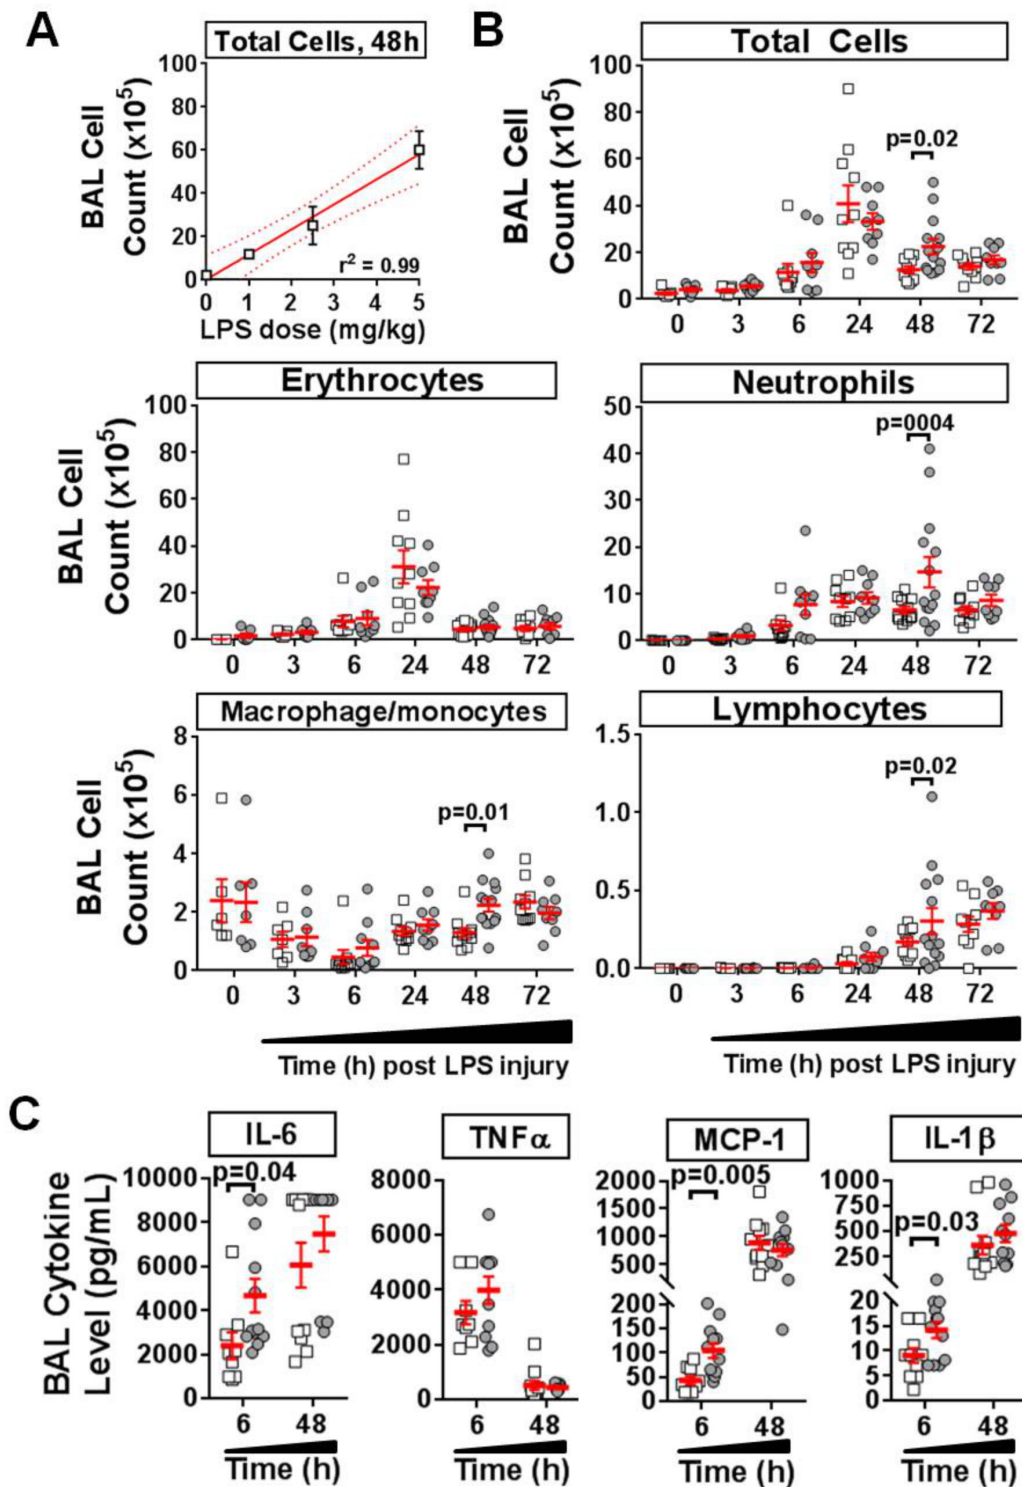 A
Total Cells, 48h
BAL Cell
Count (x10⁵)
100
80
60
40
20
0
r² = 0.99
0 1 2 3 4 5
LPS dose (mg/kg)
B
Total Cells
BAL Cell
Count (x10⁵)
100
80
60
40
20
0
p=0.02
0 3 6 24 48 72
Erythrocytes
BAL Cell
Count (x10⁵)
100
80
60
40
20
0
0 3 6 24 48 72
Neutrophils
50
40
30
20
10
0
p=0004
0 3 6 24 48 72
Macrophage/monocytes
BAL Cell
Count (x10⁵)
8
6
4
2
0
p=0.01
0 3 6 24 48 72
Time (h) post LPS injury
Lymphocytes
1.5
1.0
0.5
0.0
p=0.02
0 3 6 24 48 72
Time (h) post LPS injury
C
BAL Cytokine
Level (pg/mL)
IL-6
10000
8000
6000
4000
2000
0
p=0.04
6 48
Time (h)
TNFα
8000
6000
4000
2000
0
6 48
Time (h)
MCP-1
2000
1500
1000
500
200
150
100
50
0
p=0.005
6 48
Time (h)
IL-1β
1000
750
500
250
20
15
10
5
0
p=0.03
6 48
Time (h)